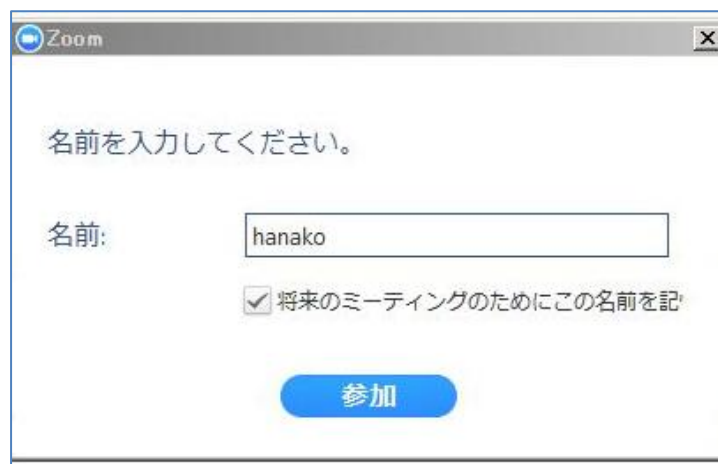 Zoom
名前を入力してください。
名前:
hanako
将来のミーティングのためにこの名前を記
参加